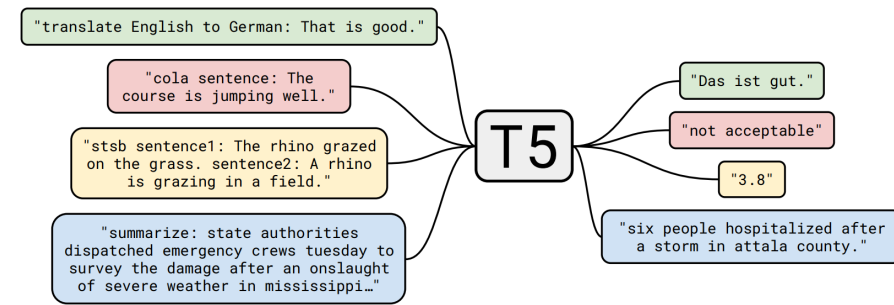 "translate English to German: That is good."
"cola sentence: The
course is jumping well."
"stsb sentence1: The rhino grazed
on the grass. sentence2: A rhino
is grazing in a field."
"summarize: state authorities
dispatched emergency crews tuesday to
survey the damage after an onslaught
of severe weather in mississippi…"
T5
"Das ist gut."
"not acceptable"
"3.8"
"six people hospitalized after
a storm in attala county."